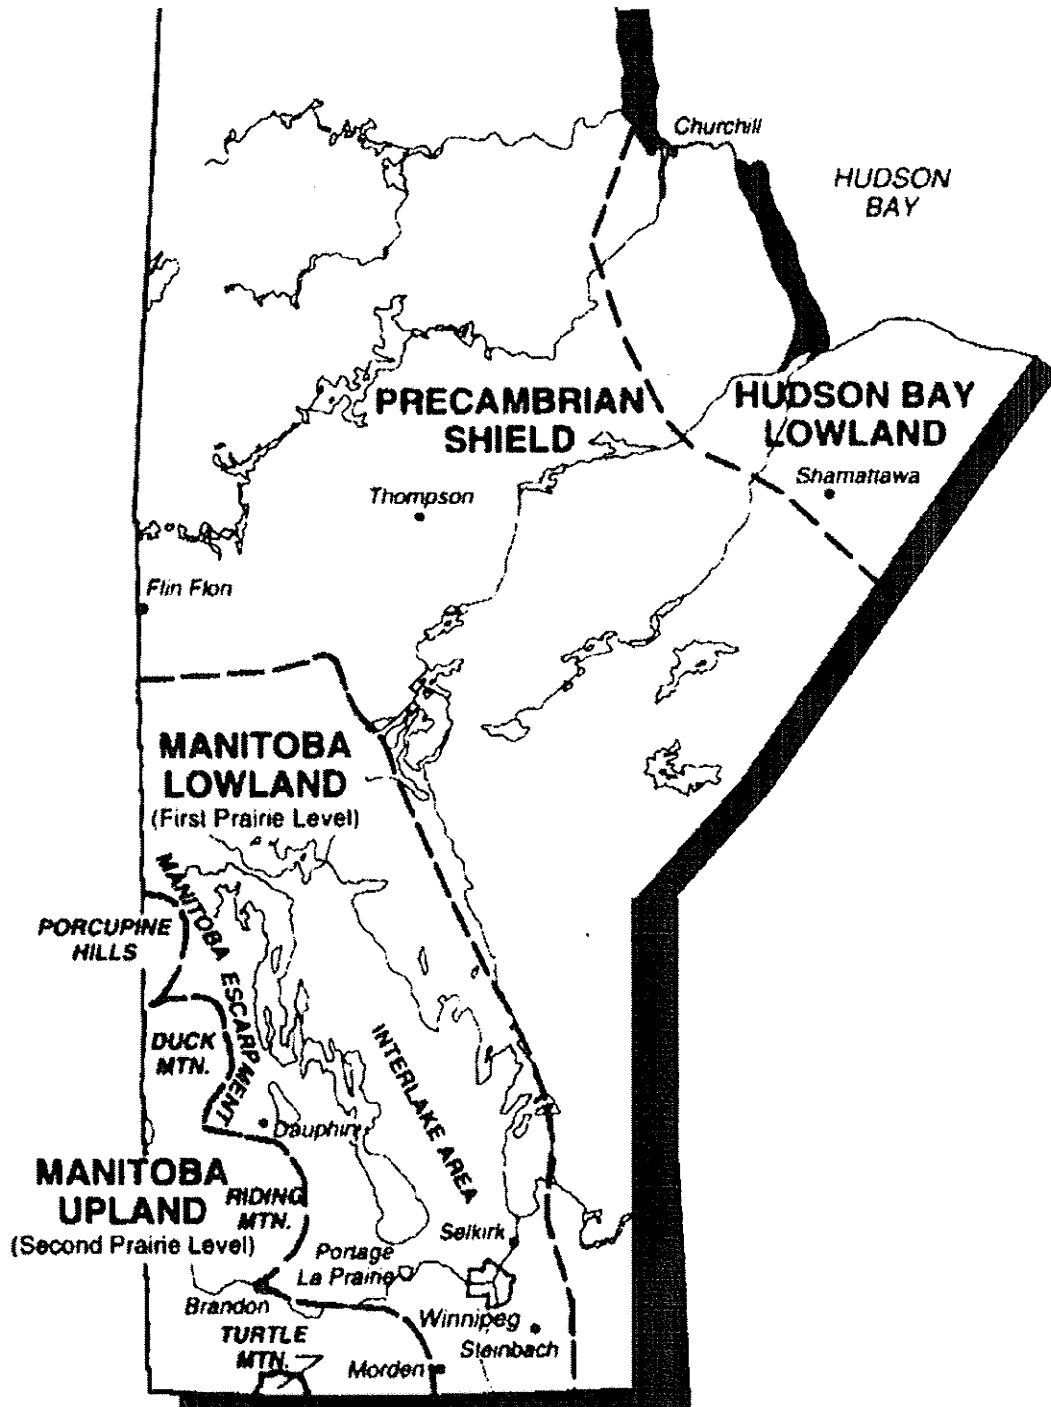 Churchill
HUDSON
BAY
PRECAMBRIAN
SHIELD
HUDSON BAY
LOWLAND
Shamattawa
Thompson
Flin Flon
MANITOBA
LOWLAND
(First Prairie Level)
MANITOBA ESCARPMENT
PORCUPINE
HILLS
DUCK
MTN.
INTERLAKE AREA
Dauphin
MANITOBA
UPLAND
(Second Prairie Level)
RIDING
MTN.
Selkirk
Portage
La Prairie
Brandon
Winnipeg
Steinbach
TURTLE
MTN.
Morden